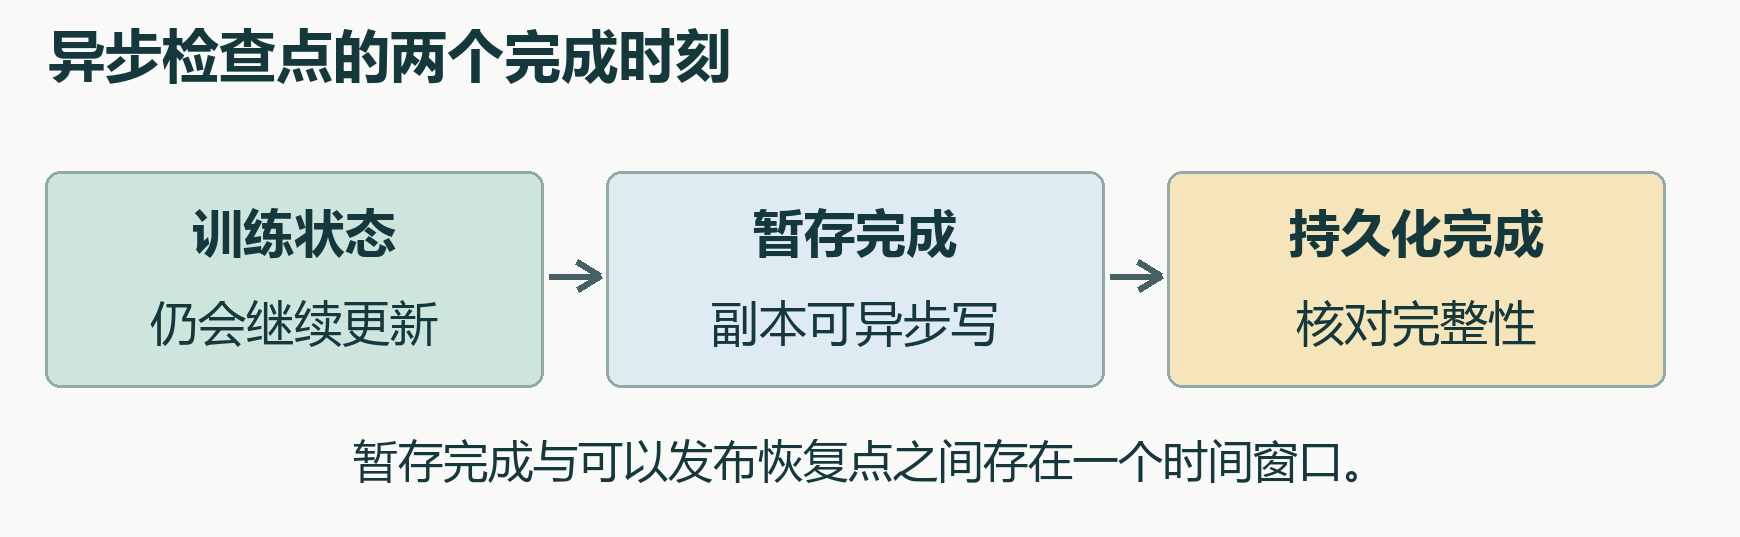 异步检查点的两个完成时刻
训练状态
仍会继续更新
暂存完成
副本可异步写
持久化完成
核对完整性
暂存完成与可以发布恢复点之间存在一个时间窗口。